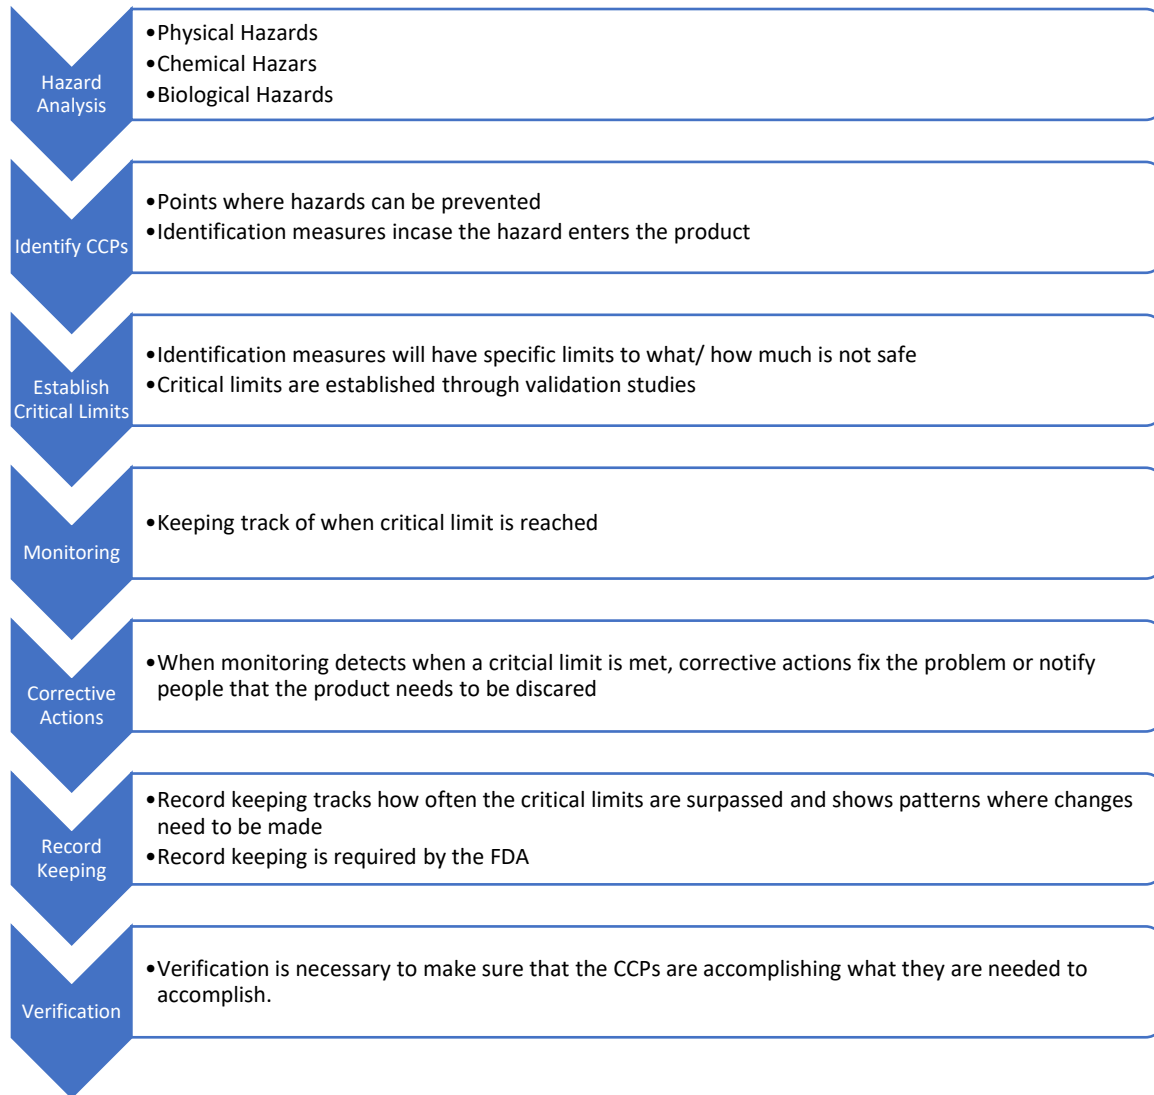 Hazard
Analysis
•Physical Hazards
•Chemical Hazars
•Biological Hazards
Identify CCPs
•Points where hazards can be prevented
•Identification measures incase the hazard enters the product
Establish
Critical Limits
•Identification measures will have specific limits to what/ how much is not safe
•Critical limits are established through validation studies
Monitoring
•Keeping track of when critical limit is reached
Corrective
Actions
•When monitoring detects when a critcial limit is met, corrective actions fix the problem or notify
people that the product needs to be discared
Record
Keeping
•Record keeping tracks how often the critical limits are surpassed and shows patterns where changes
need to be made
•Record keeping is required by the FDA
Verification
•Verification is necessary to make sure that the CCPs are accomplishing what they are needed to
accomplish.